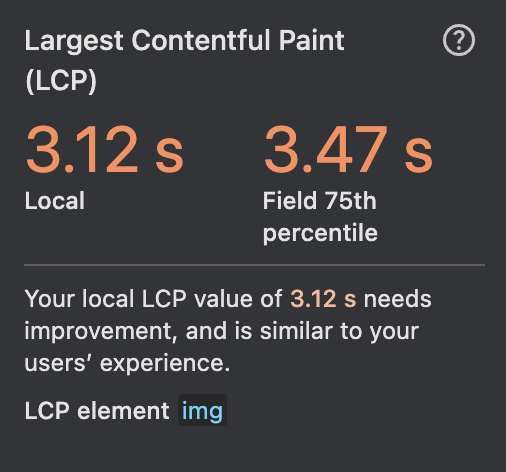 Largest Contentful Paint
(LCP)
?
3.12 s
Local
3.47 s
Field 75th
percentile
Your local LCP value of 3.12 s needs
improvement, and is similar to your
users’ experience.
LCP element img